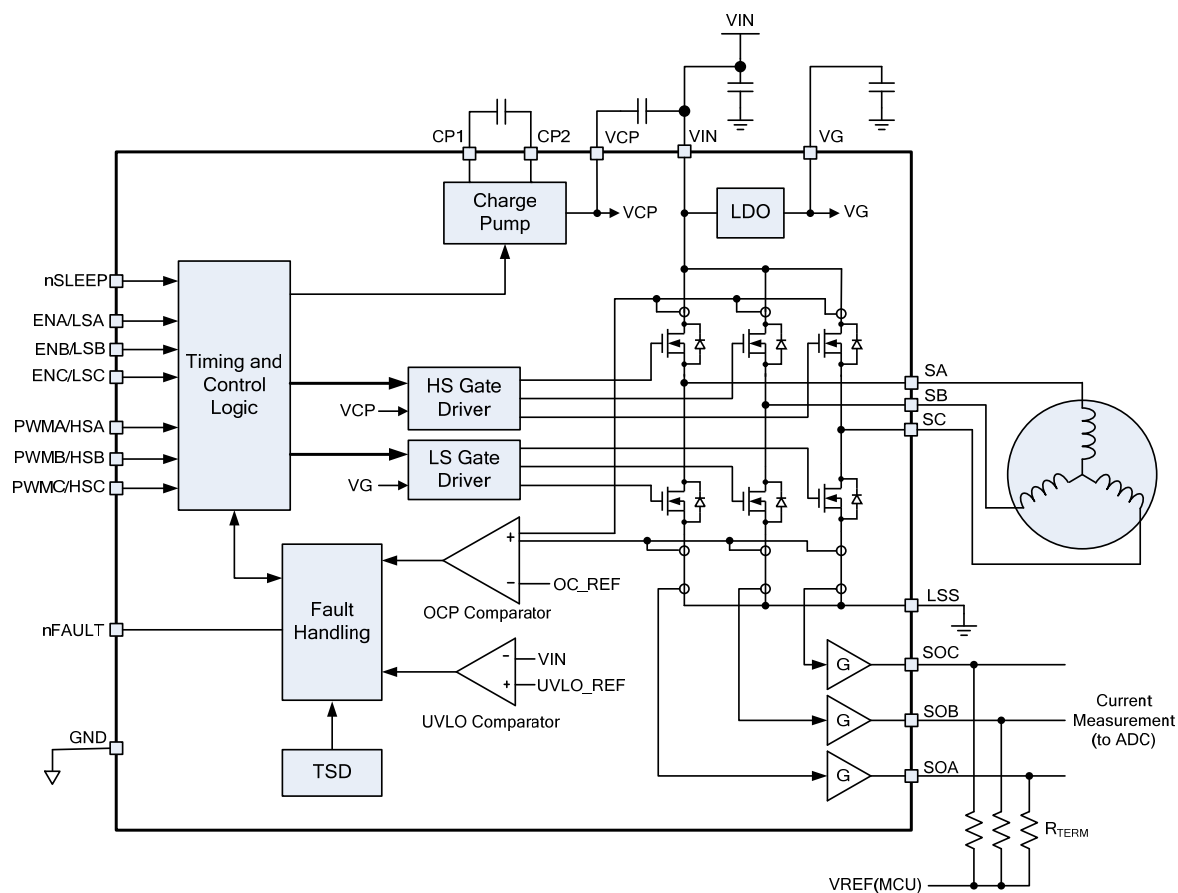 VIN
CP1
CP2
VCP
VIN
VG
Charge
Pump
VCP
LDO
VG
nSLEEP
ENA/LSA
ENB/LSB
ENC/LSC
PWMA/HSA
PWMB/HSB
PWMC/HSC
Timing and
Control
Logic
HS Gate
Driver
VCP
LS Gate
Driver
VG
SA
SB
SC
+
−
OC_REF
OCP Comparator
Fault
Handling
nFAULT
−
VIN
+
UVLO_REF
UVLO Comparator
LSS
G
SOC
G
SOB
G
SOA
Current
Measurement
(to ADC)
GND
TSD
RTERM
VREF(MCU)